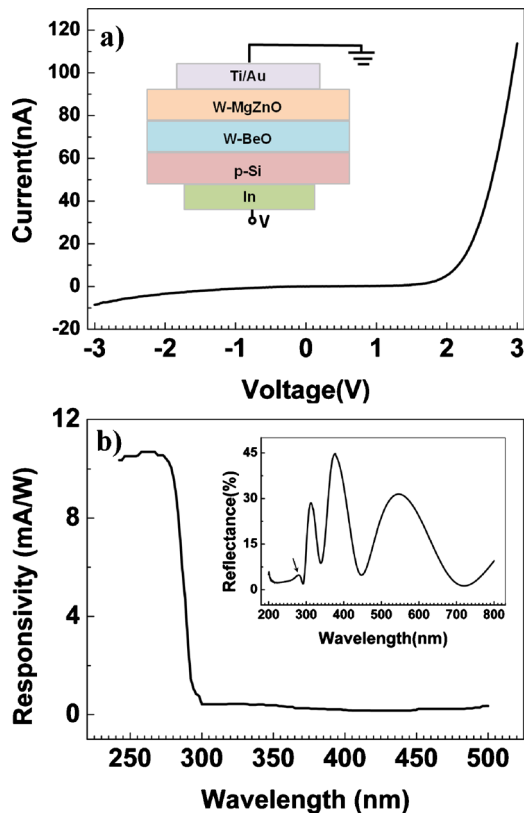 a)
Current(nA)
120
100
80
60
40
20
0
-20
Ti/Au
W-MgZnO
W-BeO
p-Si
In
V
-3 -2 -1 0 1 2 3
Voltage(V)
b)
Responsivity (mA/W)
12
8
4
0
Reflectance(%)
45
30
15
0
200 300 400 500 600 700 800
Wavelength(nm)
250 300 350 400 450 500
Wavelength (nm)